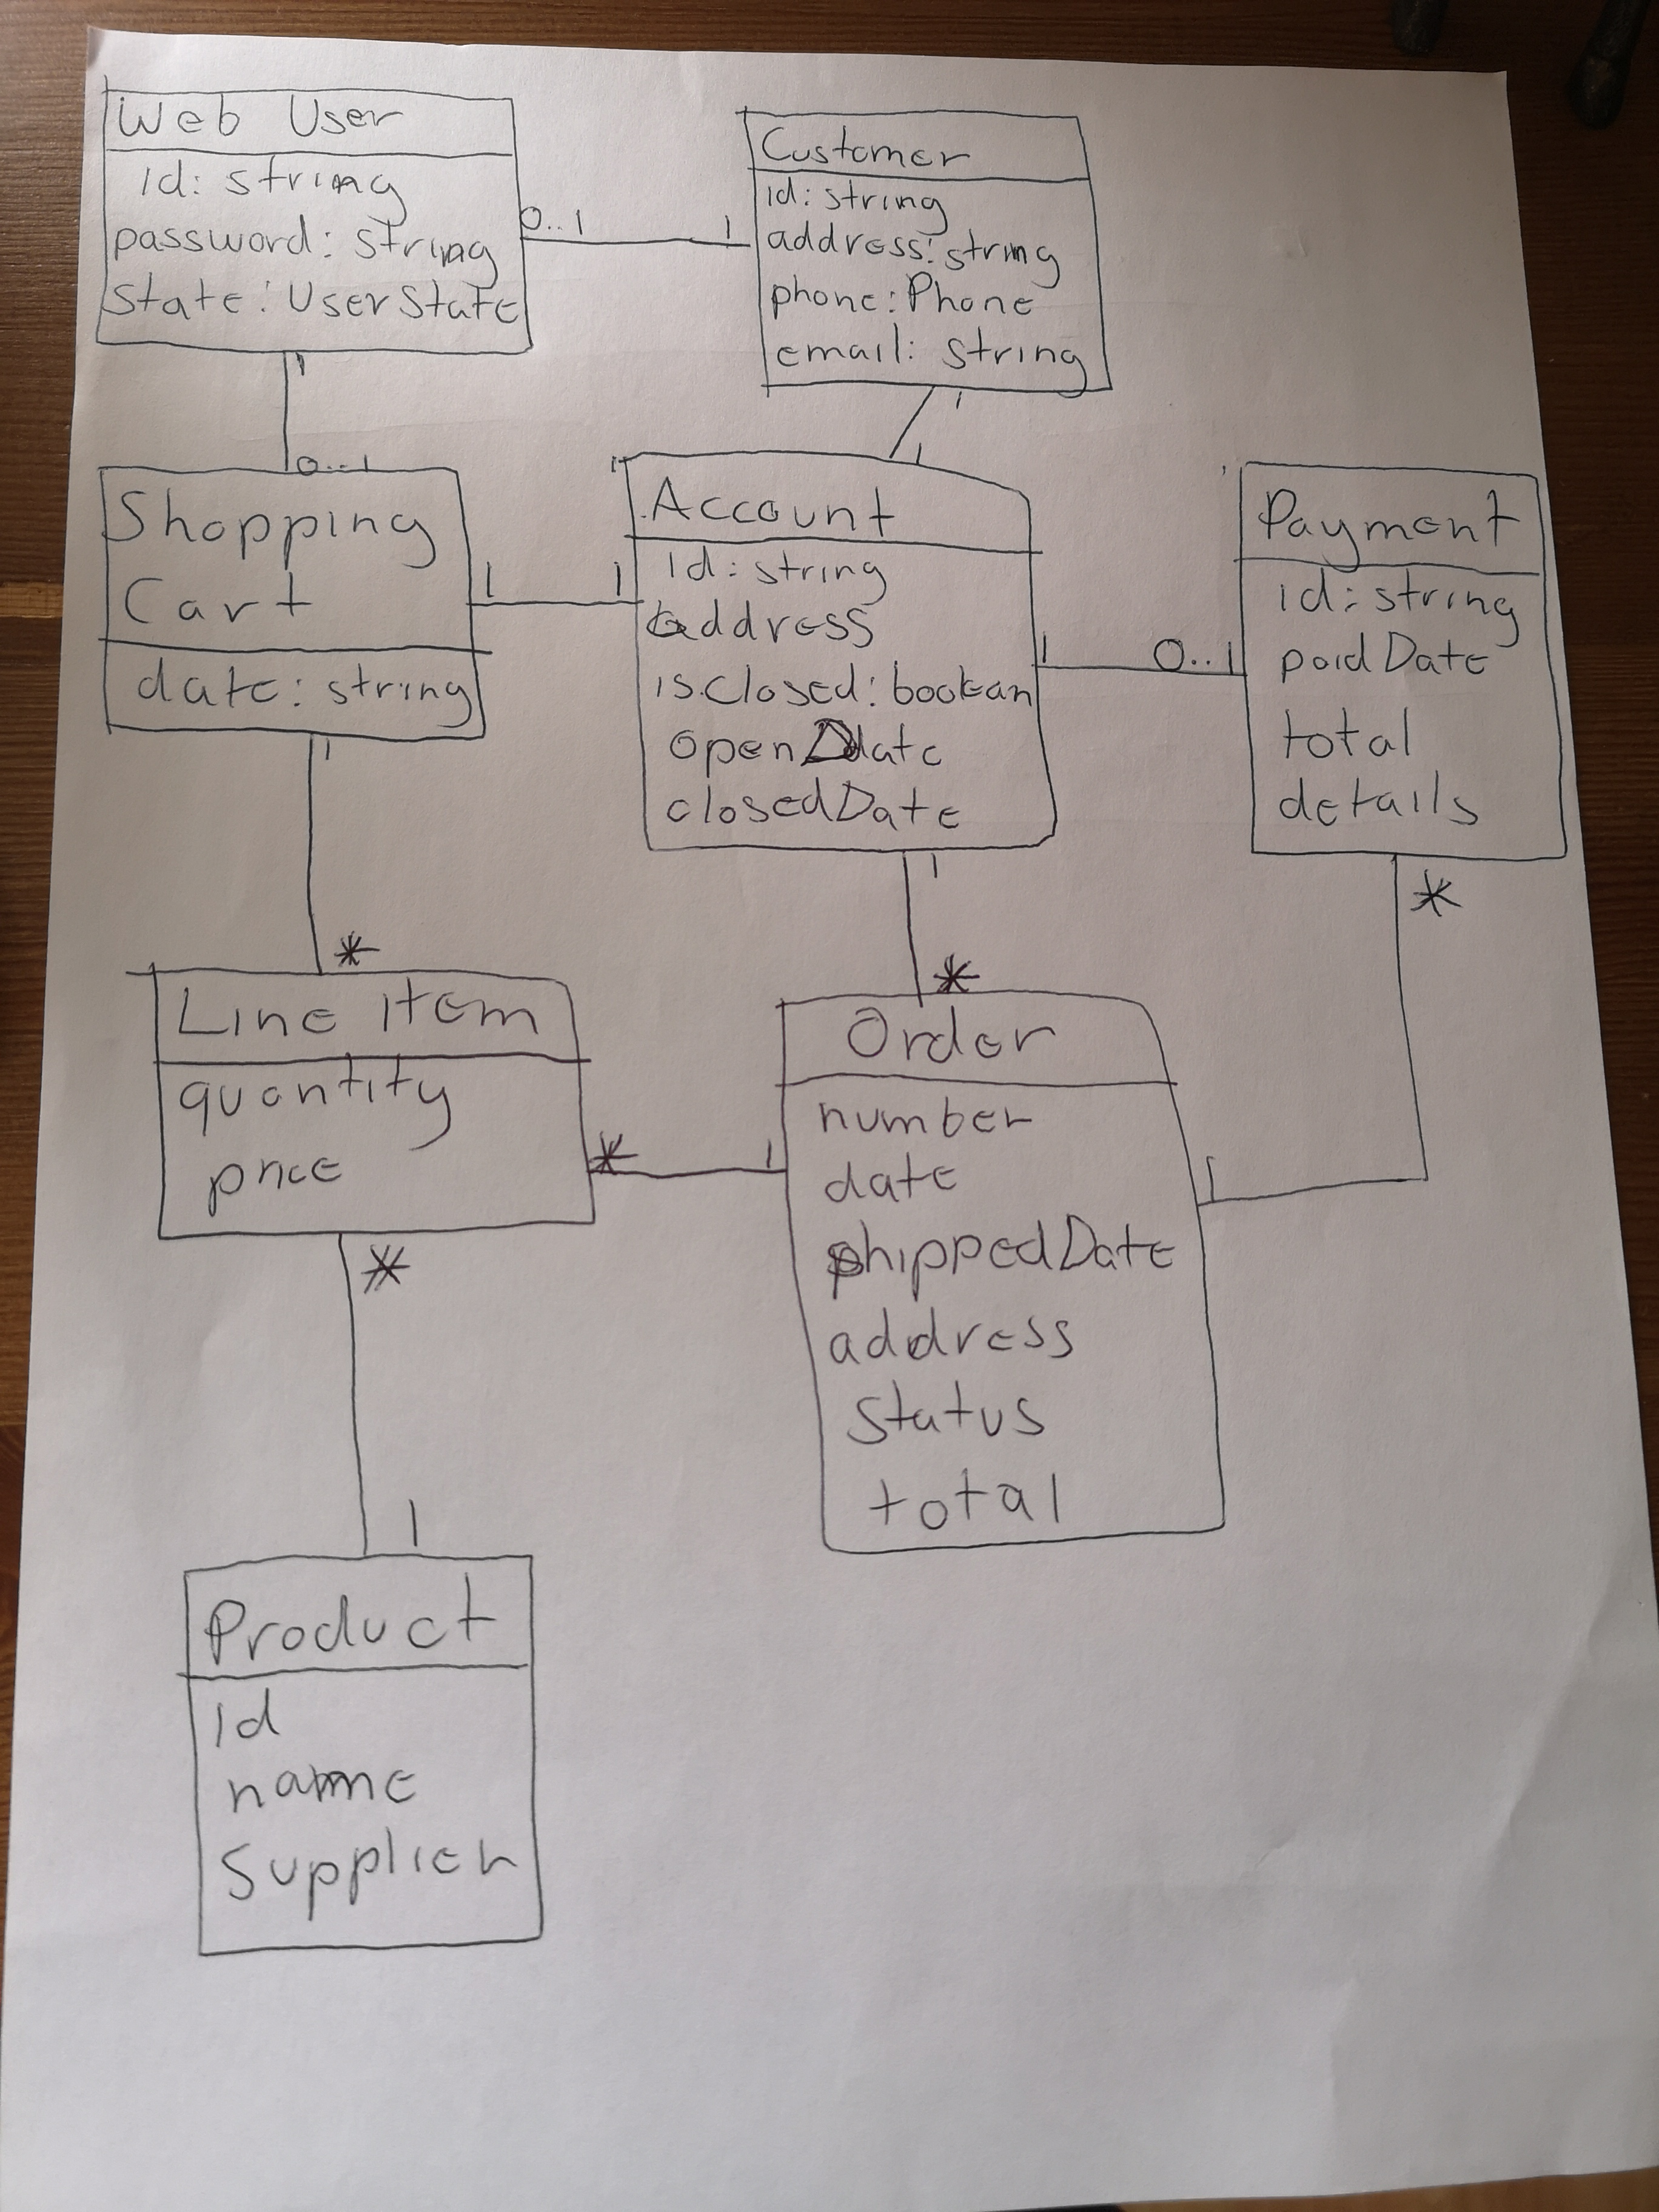 Web User
id: string
password: string
state: UserState
0..1
1
Customer
id: string
address: string
phone: Phone
email: string
1
0..1
1
1
Shopping
Cart
date: string
1
1
Account
id: string
address
isClosed: boolean
openDate
closedDate
1
0..1
Payment
id: string
paidDate
total
details
1
*
1
*
*
Line Item
quantity
price
*
1
Order
number
date
shippedDate
address
status
total
1
*
1
Product
id
name
Supplier